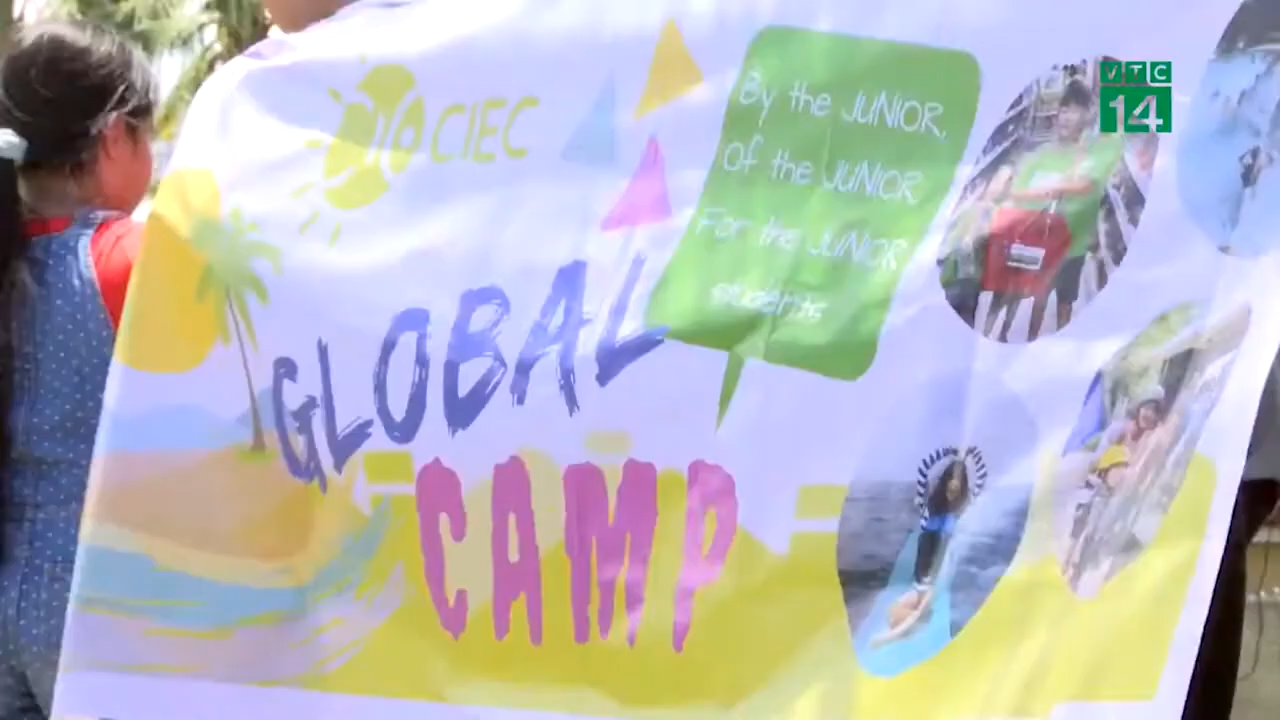 VTC
14
CIEC
By the JUNIOR,
Of the JUNIOR
For the JUNIOR
students
GLOBAL
CAMP